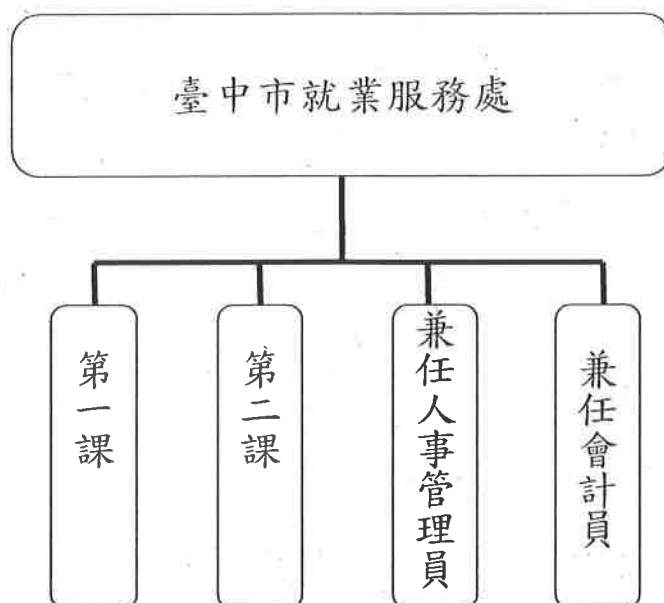 臺中市就業服務處
第一課
第二課
兼任人事管理員
兼任會計員